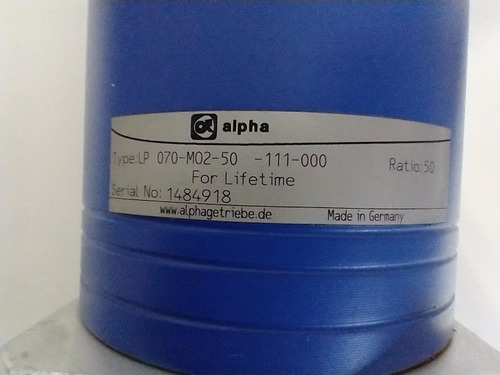 alpha
Type: LP 070-M02-50 -111-000 Ratio: 50
For Lifetime
Serial No: 1484918
www.alphagetriebe.de Made in Germany